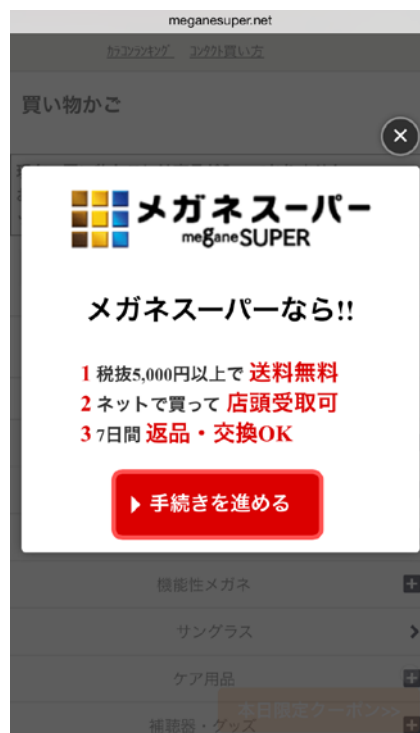 meganesuper.net
カラコンランキング コンタクト買い方
買い物かご
×
メガネスーパー
meganeSUPER
メガネスーパーなら!!
1 税抜5,000円以上で 送料無料
2 ネットで買って 店頭受取可
3 7日間 返品・交換OK
手続きを進める
機能性メガネ
サングラス
ケア用品
本日限定クーポン>>
補聴器・グッズ